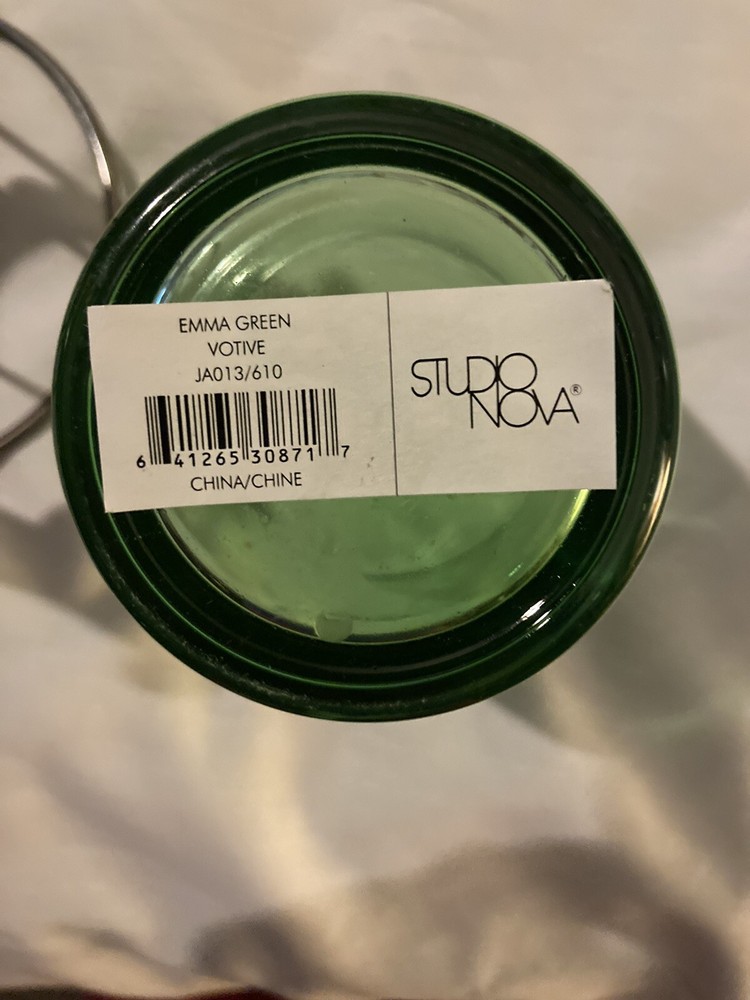 EMMA GREEN
VOTIVE
JA013/610
6 41265 30871 7
CHINA/CHINE
STUDIO
NOVA®